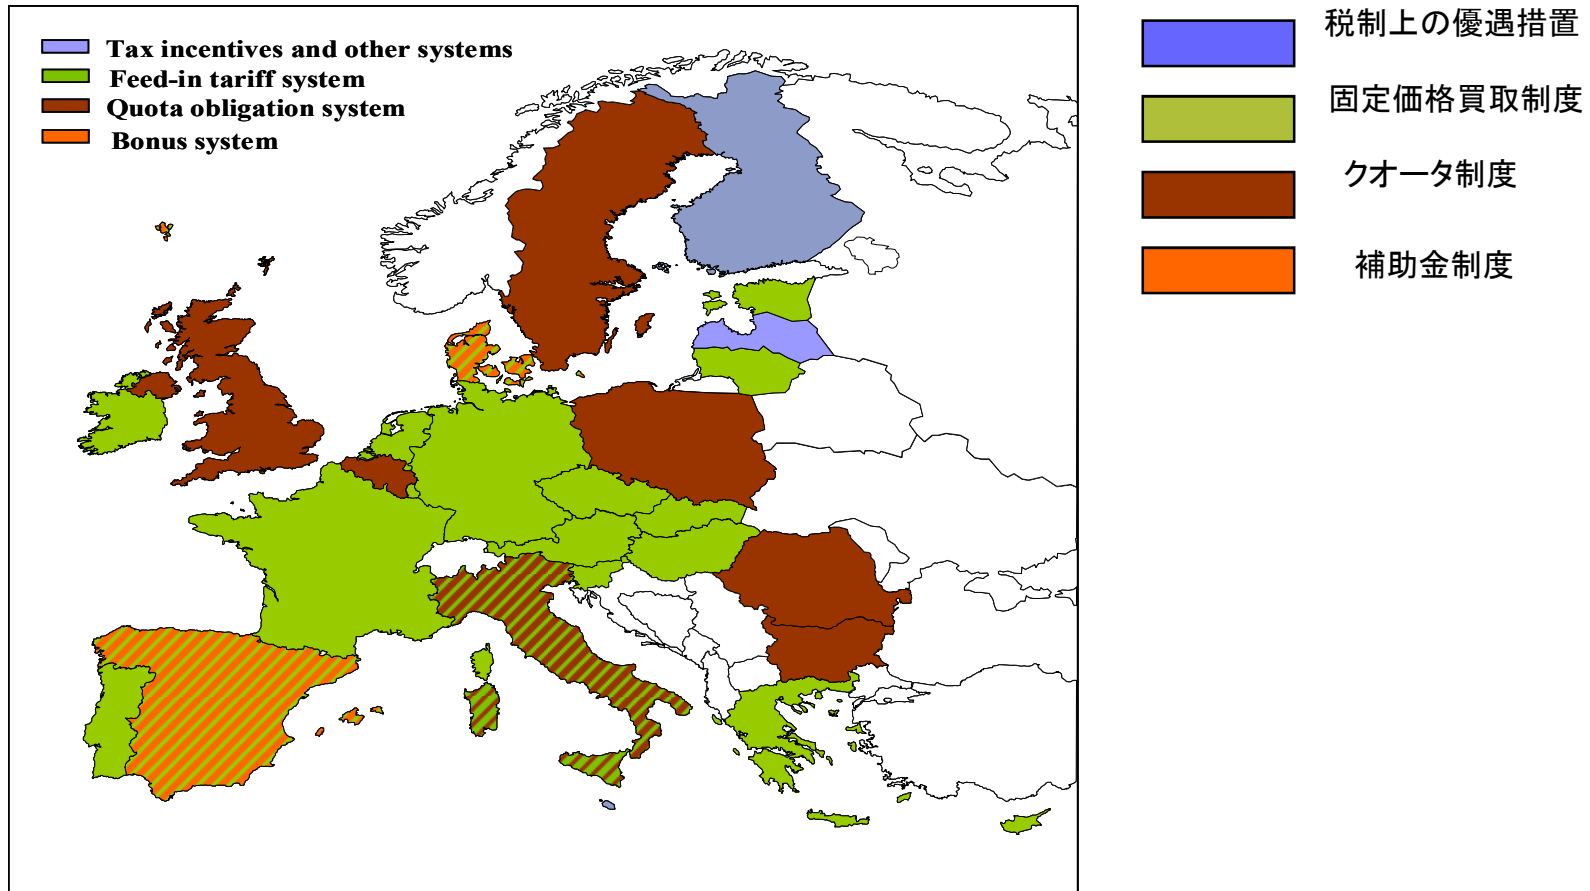 Tax incentives and other systems
Feed-in tariff system
Quota obligation system
Bonus system
税制上の優遇措置
固定価格買取制度
クオータ制度
補助金制度